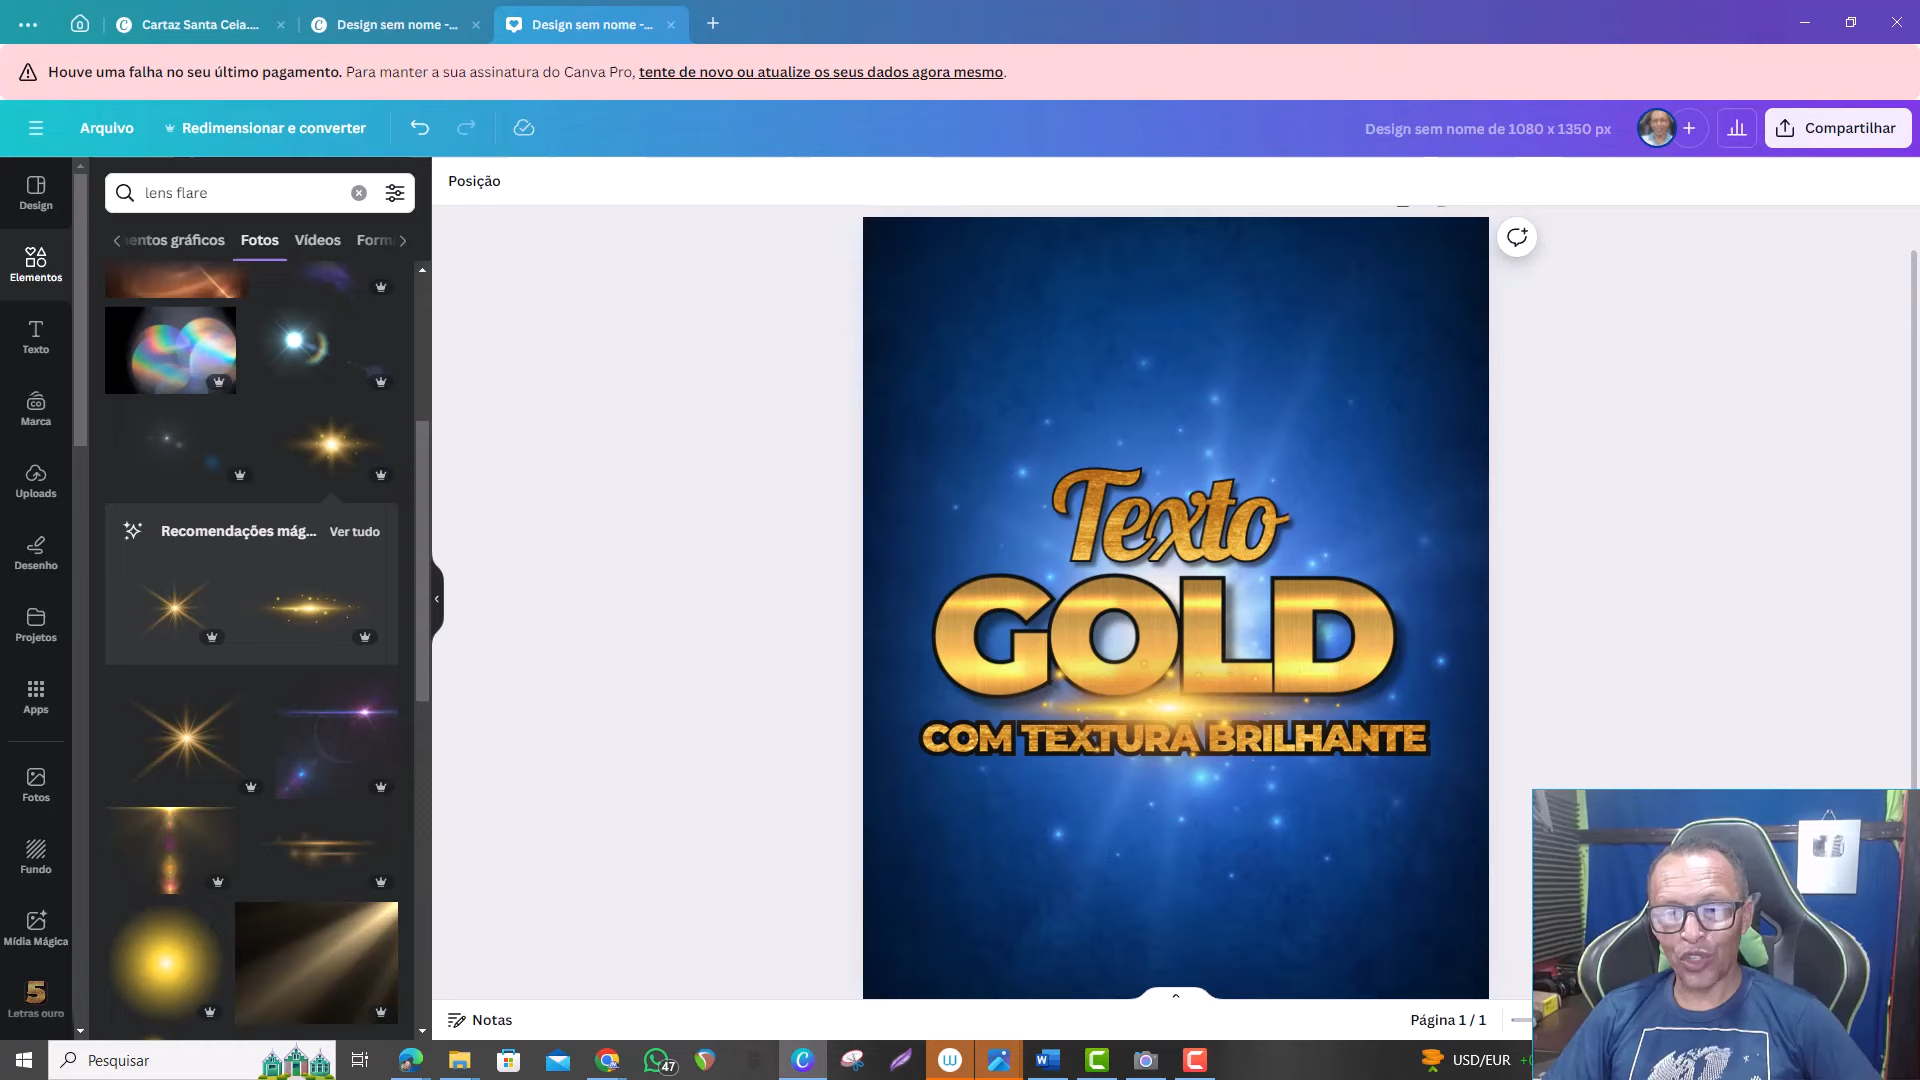 Cartaz Santa Ceia....
Design sem nome -...
Design sem nome -...
Houve uma falha no seu último pagamento. Para manter a sua assinatura do Canva Pro, tente de novo ou atualize os seus dados agora mesmo.
Arquivo
Redimensionar e converter
Design sem nome de 1080 x 1350 px
Compartilhar
Design
Elementos
Texto
Marca
Uploads
Desenho
Projetos
Apps
Fotos
Fundo
Mídia Mágica
Letras ouro
lens flare
entos gráficos
Fotos
Vídeos
Form
Recomendações mág...
Ver tudo
Posição
Texto
GOLD
COM TEXTURA BRILHANTE
Notas
Página 1 / 1
Pesquisar
47
USD/EUR